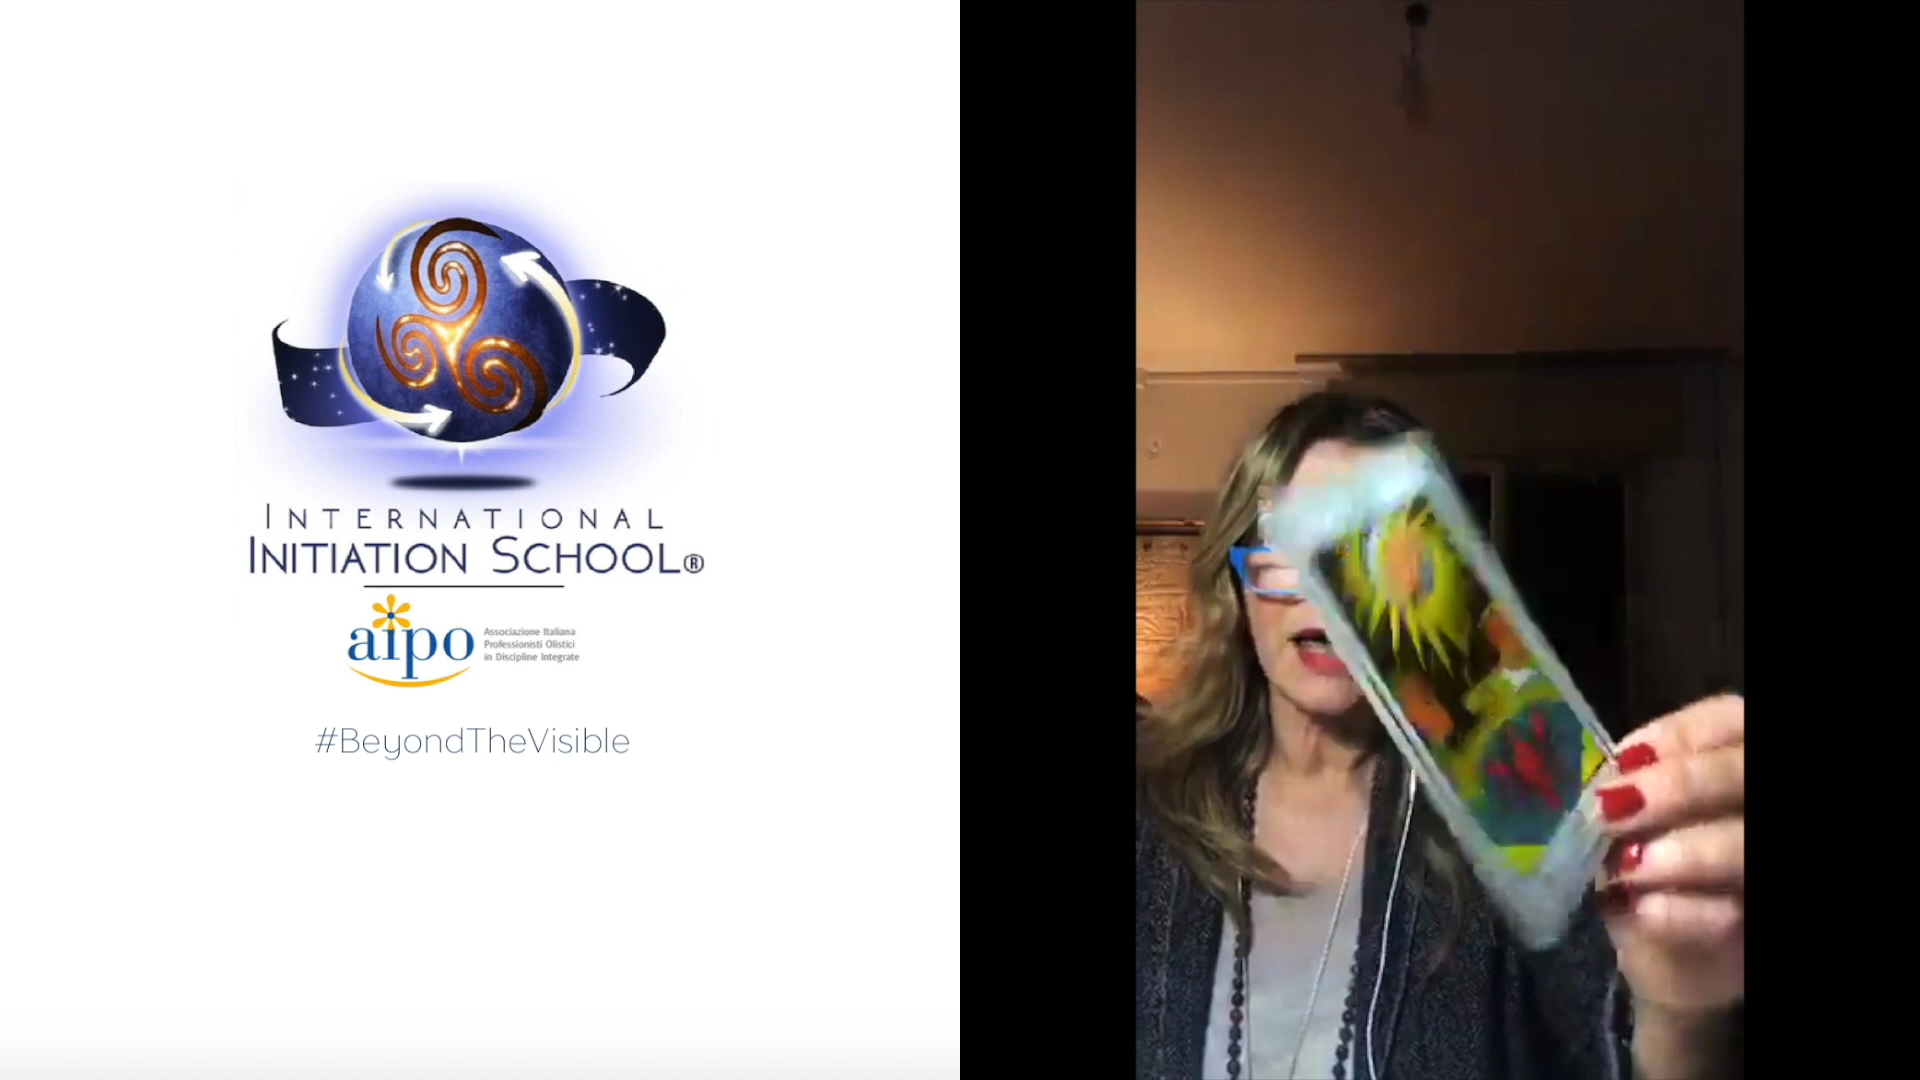 INTERNATIONAL
INITIATION SCHOOL®
aipo
Associazione Italiana
Professionisti Olistici
in Discipline Integrate
#BeyondTheVisible